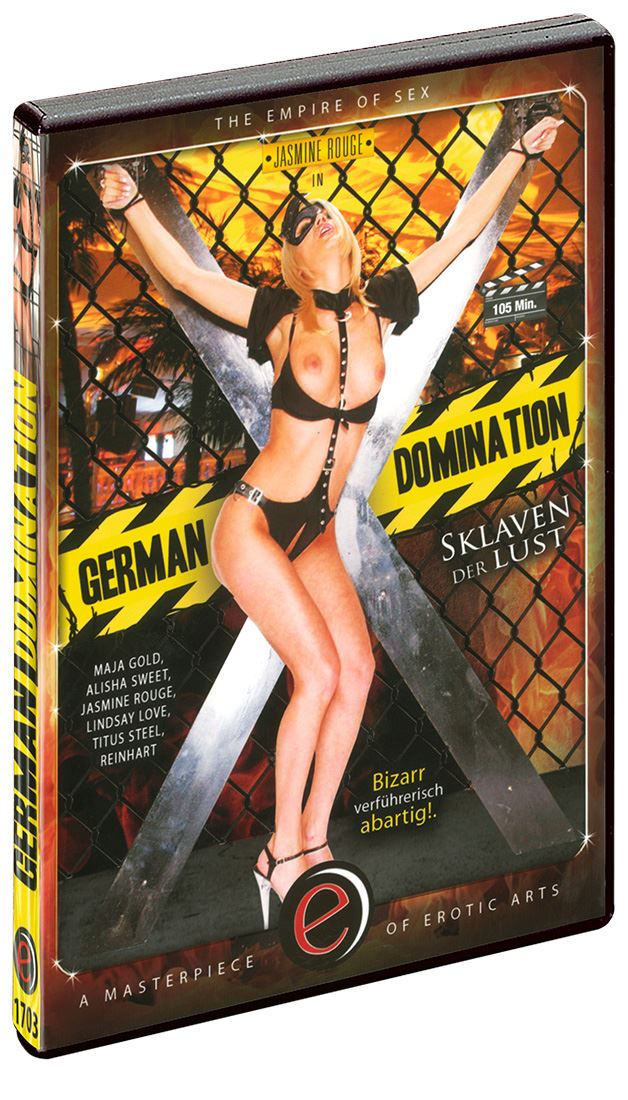 THE EMPIRE OF SEX
•JASMINE ROUGE•
IN
105 Min.
GERMAN DOMINATION
SKLAVEN
DER LUST
MAJA GOLD,
ALISHA SWEET,
JASMINE ROUGE,
LINDSAY LOVE,
TITUS STEEL,
REINHART
Bizarr
verführerisch
abartig!.
e
A MASTERPIECE OF EROTIC ARTS
GERMAN DOMINATION
e
1703